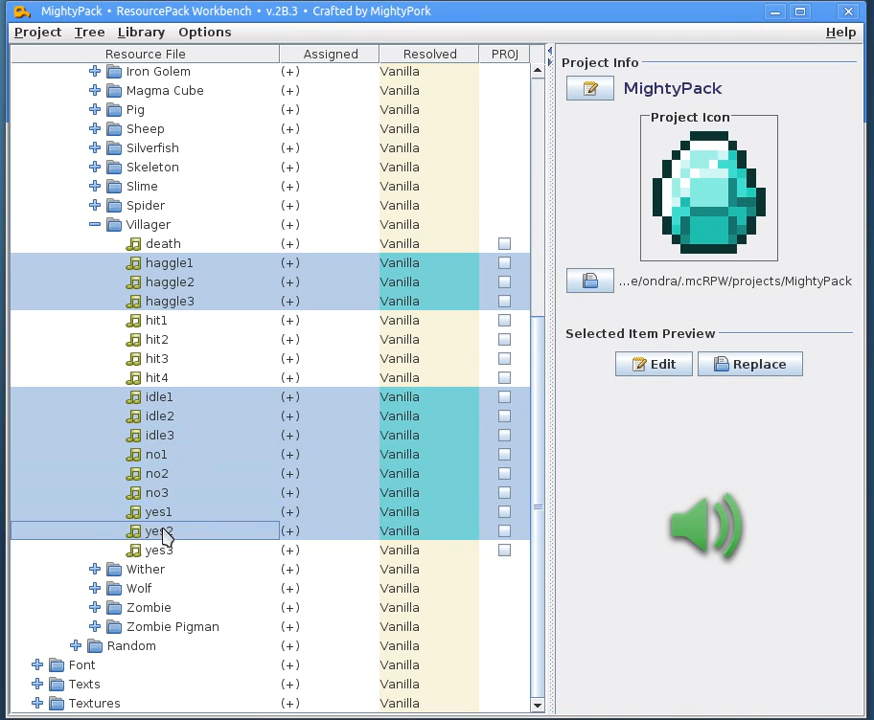 MightyPack • ResourcePack Workbench • v.2B.3 • Crafted by MightyPork
Project Tree Library Options Help
Resource File Assigned Resolved PROJ
Iron Golem (+) Vanilla
Magma Cube (+) Vanilla
Pig (+) Vanilla
Sheep (+) Vanilla
Silverfish (+) Vanilla
Skeleton (+) Vanilla
Slime (+) Vanilla
Spider (+) Vanilla
Villager (+) Vanilla
death (+) Vanilla
haggle1 (+) Vanilla
haggle2 (+) Vanilla
haggle3 (+) Vanilla
hit1 (+) Vanilla
hit2 (+) Vanilla
hit3 (+) Vanilla
hit4 (+) Vanilla
idle1 (+) Vanilla
idle2 (+) Vanilla
idle3 (+) Vanilla
no1 (+) Vanilla
no2 (+) Vanilla
no3 (+) Vanilla
yes1 (+) Vanilla
yes2 (+) Vanilla
yes3 (+) Vanilla
Wither (+) Vanilla
Wolf (+) Vanilla
Zombie (+) Vanilla
Zombie Pigman (+) Vanilla
Random (+) Vanilla
Font (+) Vanilla
Texts (+) Vanilla
Textures (+) Vanilla
Project Info
MightyPack
Project Icon
...e/ondra/.mcRPW/projects/MightyPack
Selected Item Preview
Edit Replace